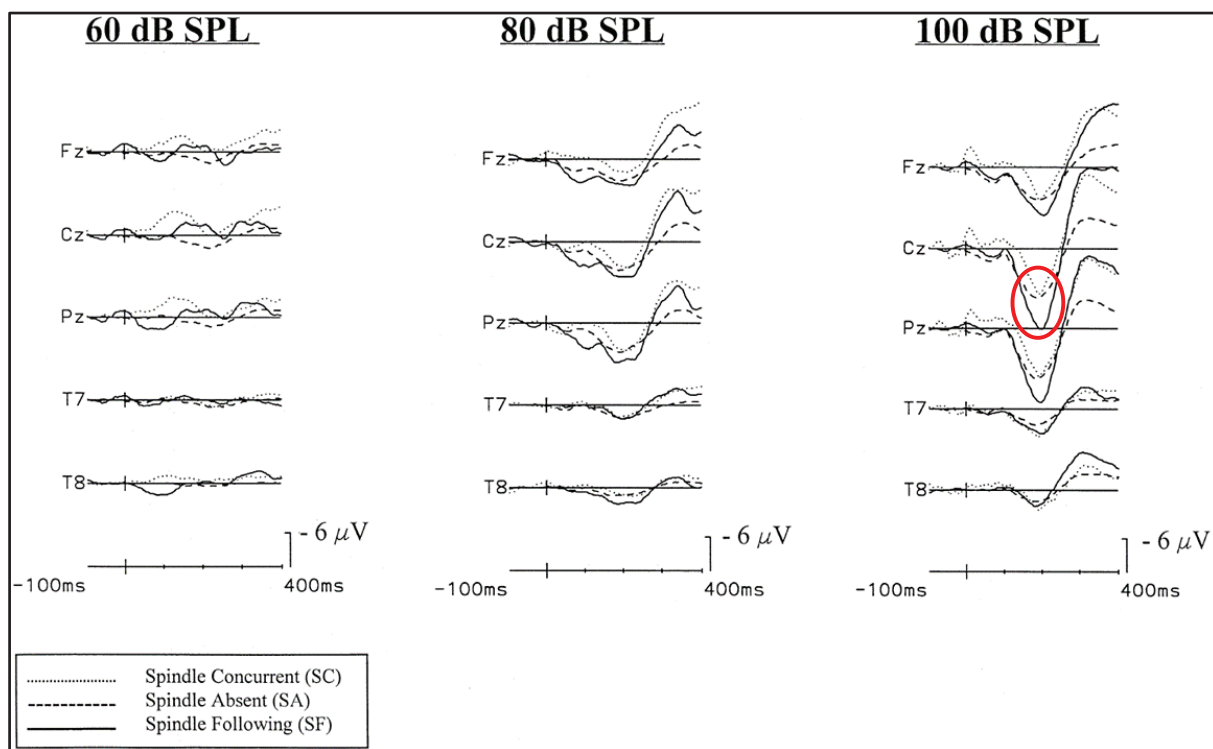 60 dB SPL
80 dB SPL
100 dB SPL
Fz
Cz
Pz
T7
T8
- 6 μV
-100ms
400ms
Fz
Cz
Pz
T7
T8
- 6 μV
-100ms
400ms
Fz
Cz
Pz
T7
T8
- 6 μV
-100ms
400ms
Spindle Concurrent (SC)
Spindle Absent (SA)
Spindle Following (SF)